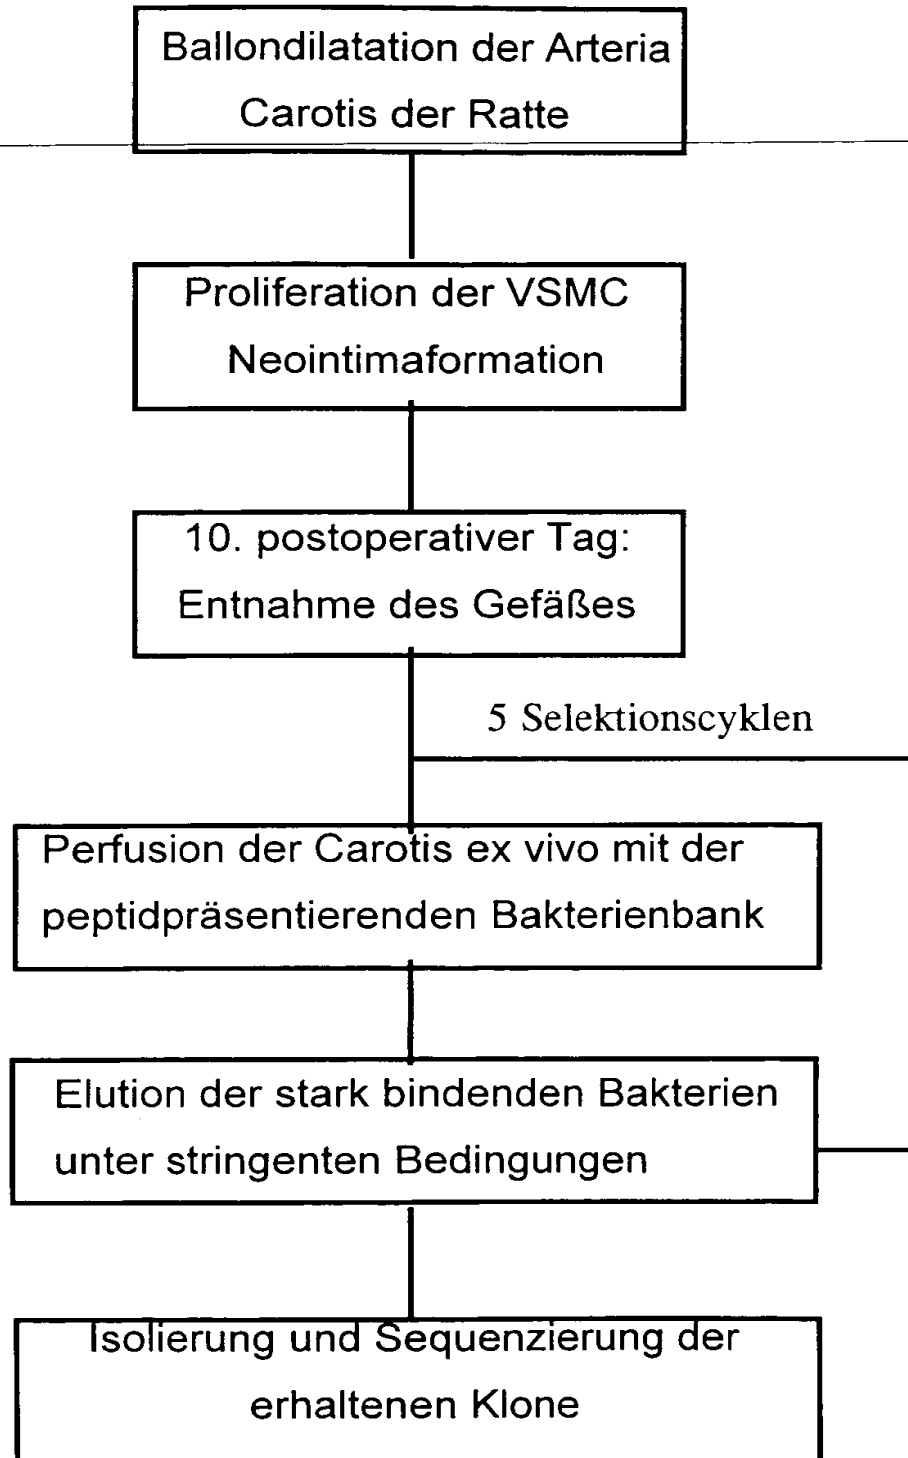 Ballondilatation der Arteria
Carotis der Ratte
Proliferation der VSMC
Neointimaformation
10. postoperativer Tag:
Entnahme des Gefäßes
5 Selektionscyklen
Perfusion der Carotis ex vivo mit der
peptidpräsentierenden Bakterienbank
Elution der stark bindenden Bakterien
unter stringenten Bedingungen
Isolierung und Sequenzierung der
erhaltenen Klone